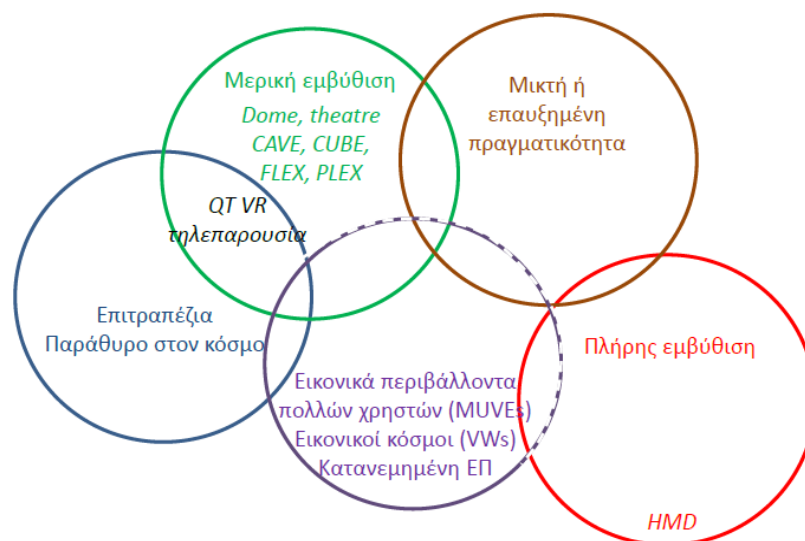 Μερική εμβύθιση
Dome, theatre
CAVE, CUBE,
FLEX, PLEX
Μικτή ή
επαυξημένη
πραγματικότητα
QT VR
τηλεπαρουσία
Επιτραπέζια
Παράθυρο στον κόσμο
Πλήρης εμβύθιση
Εικονικά περιβάλλοντα
πολλών χρηστών (MUVEs)
Εικονικοί κόσμοι (VWs)
Κατανεμημένη ΕΠ
HMD